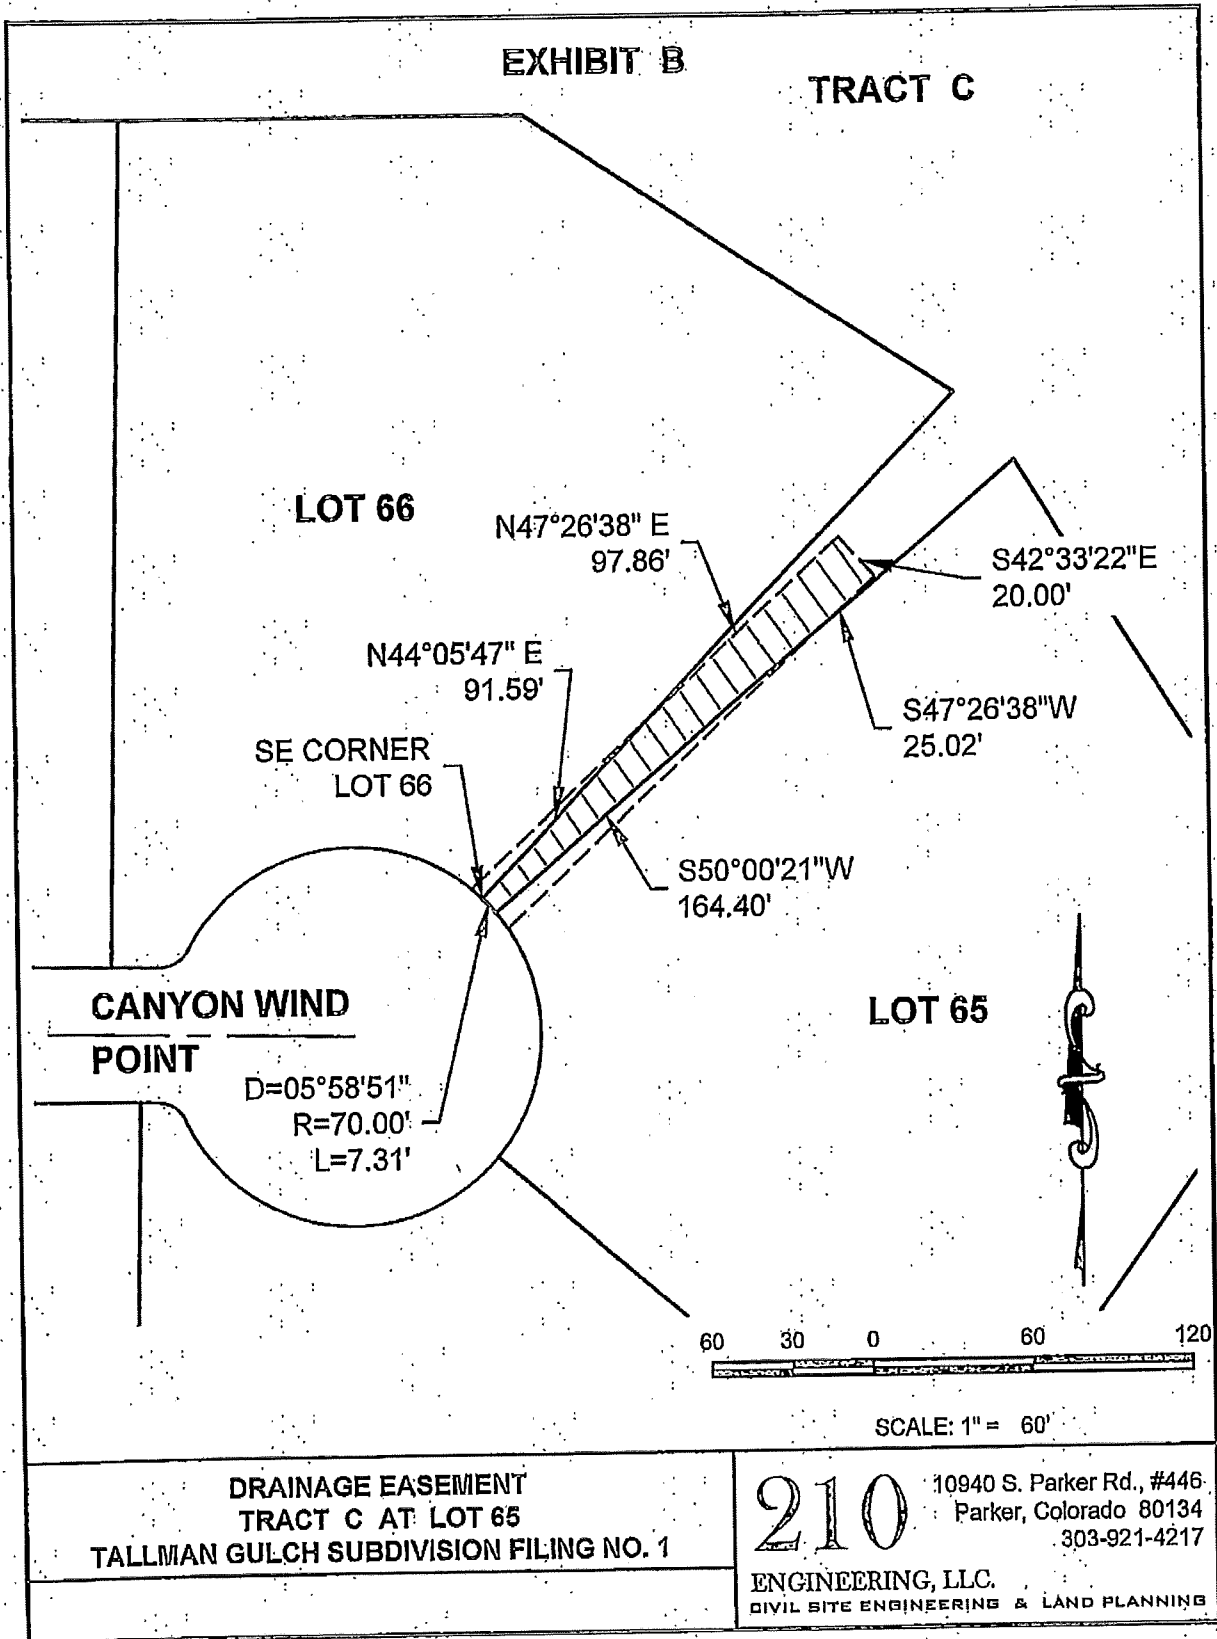 EXHIBIT B
TRACT C
LOT 66
N47°26'38" E
97.86'
S42°33'22"E
20.00'
N44°05'47" E
91.59'
S47°26'38"W
25.02'
SE CORNER
LOT 66
S50°00'21"W
164.40'
CANYON WIND
POINT
LOT 65
D=05°58'51"
R=70.00'
L=7.31'
60 30 0 60 120
SCALE: 1" = 60'
DRAINAGE EASEMENT
TRACT C AT LOT 65
TALLMAN GULCH SUBDIVISION FILING NO. 1
210
10940 S. Parker Rd., #446
Parker, Colorado 80134
303-921-4217
ENGINEERING, LLC.
CIVIL SITE ENGINEERING & LAND PLANNING